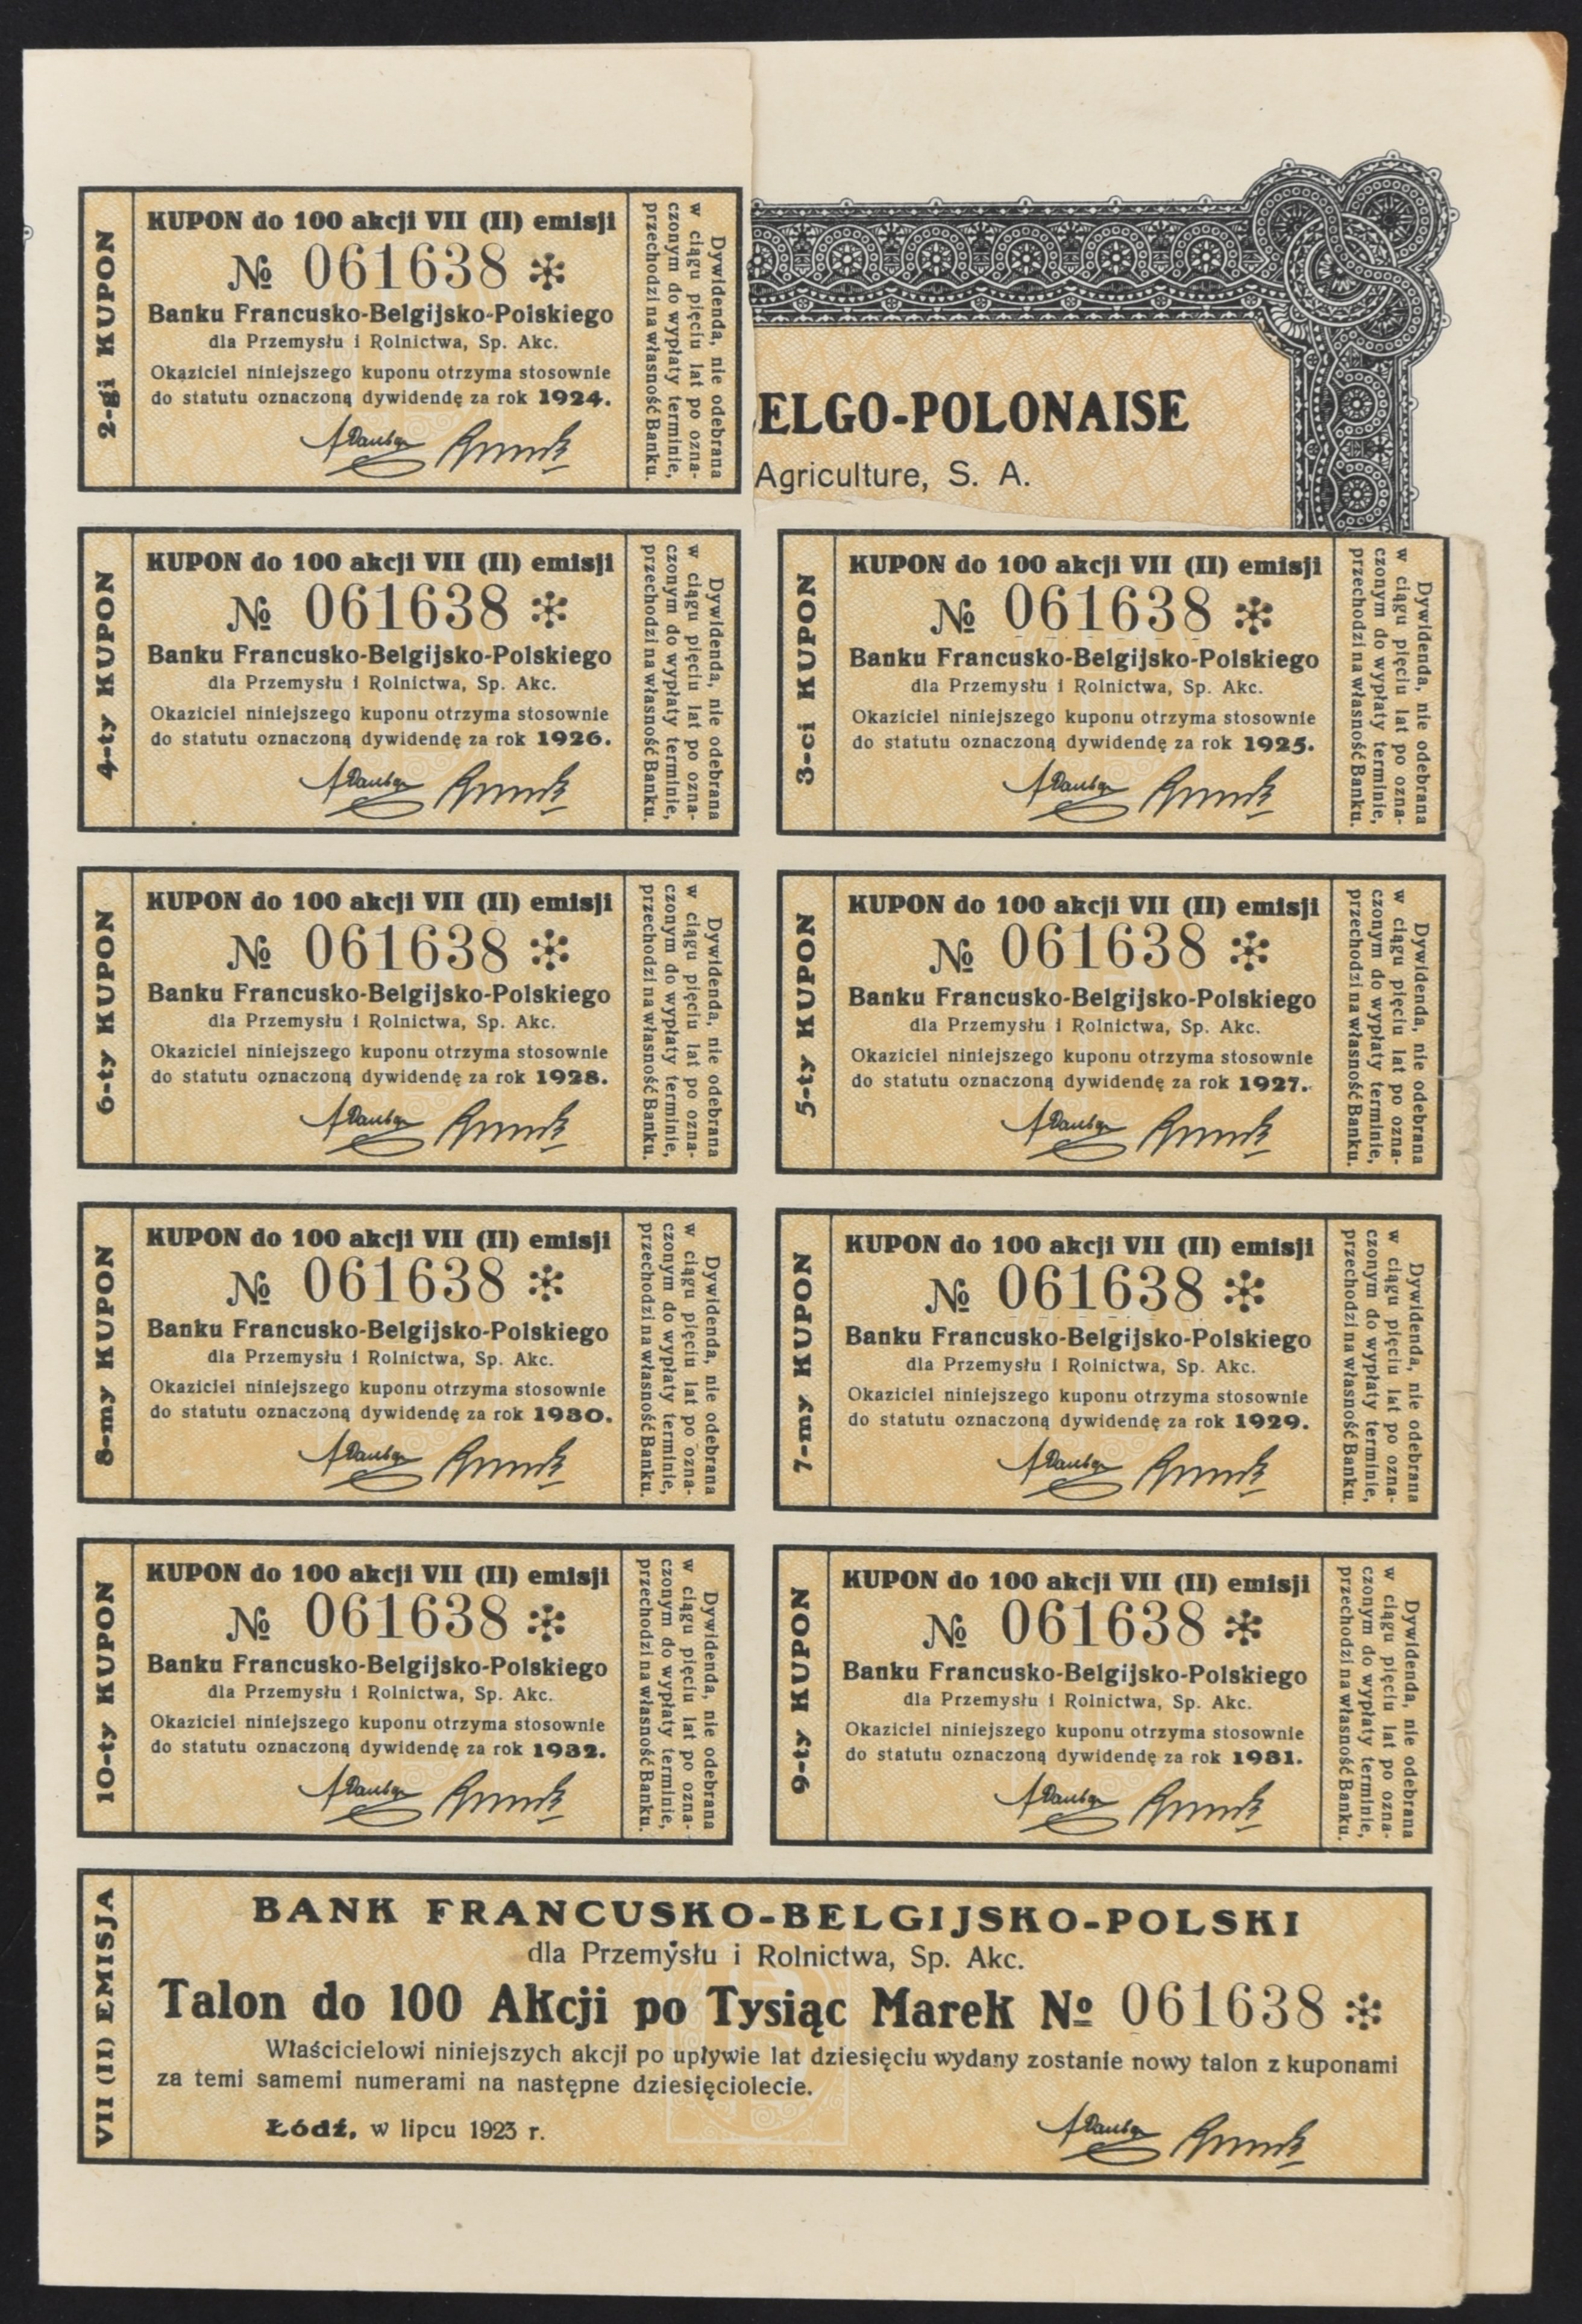 2-gi KUPON
KUPON do 100 akcji VII (II) emisji
№ 061638
Banku Francusko-Belgijsko-Polskiego
dla Przemysłu i Rolnictwa, Sp. Akc.
Okaziciel niniejszego kuponu otrzyma stosownie
do statutu oznaczoną dywidendę za rok 1924.
Dywidenda, nie odebrana
w ciągu pięciu lat po ozna-
czonym do wypłaty terminie,
przechodzi na własność Banku.
ELGO-POLONAISE
Agriculture, S. A.
4-ty KUPON
KUPON do 100 akcji VII (II) emisji
№ 061638
Banku Francusko-Belgijsko-Polskiego
dla Przemysłu i Rolnictwa, Sp. Akc.
Okaziciel niniejszego kuponu otrzyma stosownie
do statutu oznaczoną dywidendę za rok 1926.
Dywidenda, nie odebrana
w ciągu pięciu lat po ozna-
czonym do wypłaty terminie,
przechodzi na własność Banku.
3-ci KUPON
KUPON do 100 akcji VII (II) emisji
№ 061638
Banku Francusko-Belgijsko-Polskiego
dla Przemysłu i Rolnictwa, Sp. Akc.
Okaziciel niniejszego kuponu otrzyma stosownie
do statutu oznaczoną dywidendę za rok 1925.
Dywidenda, nie odebrana
w ciągu pięciu lat po ozna-
czonym do wypłaty terminie,
przechodzi na własność Banku.
6-ty KUPON
KUPON do 100 akcji VII (II) emisji
№ 061638
Banku Francusko-Belgijsko-Polskiego
dla Przemysłu i Rolnictwa, Sp. Akc.
Okaziciel niniejszego kuponu otrzyma stosownie
do statutu oznaczoną dywidendę za rok 1928.
Dywidenda, nie odebrana
w ciągu pięciu lat po ozna-
czonym do wypłaty terminie,
przechodzi na własność Banku.
5-ty KUPON
KUPON do 100 akcji VII (II) emisji
№ 061638
Banku Francusko-Belgijsko-Polskiego
dla Przemysłu i Rolnictwa, Sp. Akc.
Okaziciel niniejszego kuponu otrzyma stosownie
do statutu oznaczoną dywidendę za rok 1927.
Dywidenda, nie odebrana
w ciągu pięciu lat po ozna-
czonym do wypłaty terminie,
przechodzi na własność Banku.
8-my KUPON
KUPON do 100 akcji VII (II) emisji
№ 061638
Banku Francusko-Belgijsko-Polskiego
dla Przemysłu i Rolnictwa, Sp. Akc.
Okaziciel niniejszego kuponu otrzyma stosownie
do statutu oznaczoną dywidendę za rok 1930.
Dywidenda, nie odebrana
w ciągu pięciu lat po ozna-
czonym do wypłaty terminie,
przechodzi na własność Banku.
7-my KUPON
KUPON do 100 akcji VII (II) emisji
№ 061638
Banku Francusko-Belgijsko-Polskiego
dla Przemysłu i Rolnictwa, Sp. Akc.
Okaziciel niniejszego kuponu otrzyma stosownie
do statutu oznaczoną dywidendę za rok 1929.
Dywidenda, nie odebrana
w ciągu pięciu lat po ozna-
czonym do wypłaty terminie,
przechodzi na własność Banku.
10-ty KUPON
KUPON do 100 akcji VII (II) emisji
№ 061638
Banku Francusko-Belgijsko-Polskiego
dla Przemysłu i Rolnictwa, Sp. Akc.
Okaziciel niniejszego kuponu otrzyma stosownie
do statutu oznaczoną dywidendę za rok 1932.
Dywidenda, nie odebrana
w ciągu pięciu lat po ozna-
czonym do wypłaty terminie,
przechodzi na własność Banku.
9-ty KUPON
KUPON do 100 akcji VII (II) emisji
№ 061638
Banku Francusko-Belgijsko-Polskiego
dla Przemysłu i Rolnictwa, Sp. Akc.
Okaziciel niniejszego kuponu otrzyma stosownie
do statutu oznaczoną dywidendę za rok 1931.
Dywidenda, nie odebrana
w ciągu pięciu lat po ozna-
czonym do wypłaty terminie,
przechodzi na własność Banku.
VII (II) EMISJA
BANK FRANCUSKO-BELGIJSKO-POLSKI
dla Przemysłu i Rolnictwa, Sp. Akc.
Talon do 100 Akcji po Tysiąc Marek № 061638
Właścicielowi niniejszych akcji po upływie lat dziesięciu wydany zostanie nowy talon z kuponami
za temi samemi numerami na następne dziesięciolecie.
Łódź, w lipcu 1923 r.